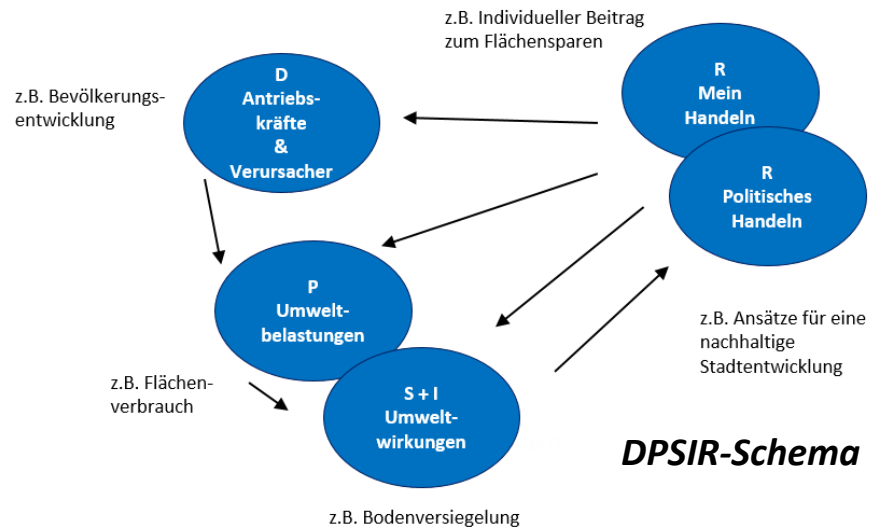 z.B. Individueller Beitrag
zum Flächensparen
D
Antriebs-
kräfte
&
Verursacher
z.B. Bevölkerungs-
entwicklung
R
Mein
Handeln
R
Politisches
Handeln
P
Umwelt-
belastungen
z.B. Ansätze für eine
nachhaltige
Stadtentwicklung
z.B. Flächen-
verbrauch
S + I
Umwelt-
wirkungen
DPSIR-Schema
z.B. Bodenversiegelung